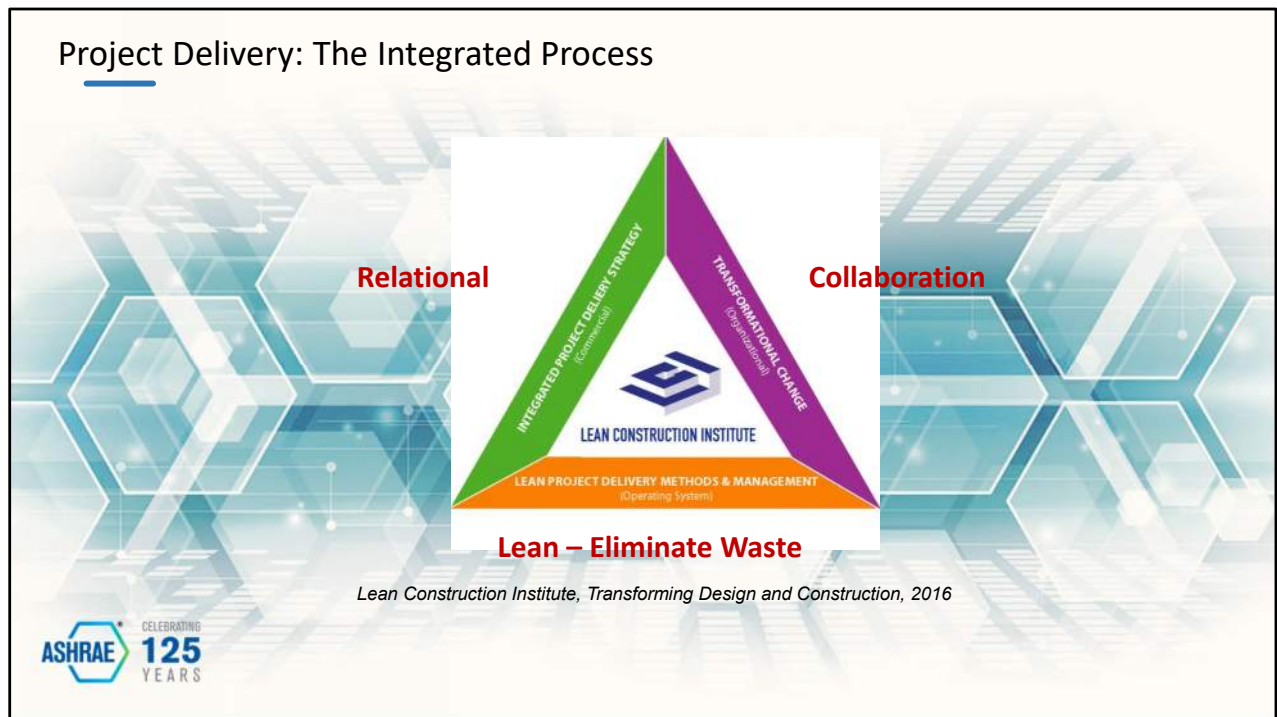 Project Delivery: The Integrated Process
Relational
Collaboration
INTEGRATED PROJECT DELIERY STRATEGY
(Commercial)
TRANSFORMATIONAL CHANGE
(Organizational)
LEAN CONSTRUCTION INSTITUTE
LEAN PROJECT DELIVERY METHODS & MANAGEMENT
(Operating System)
Lean – Eliminate Waste
Lean Construction Institute, Transforming Design and Construction, 2016
ASHRAE
CELEBRATING
125
YEARS